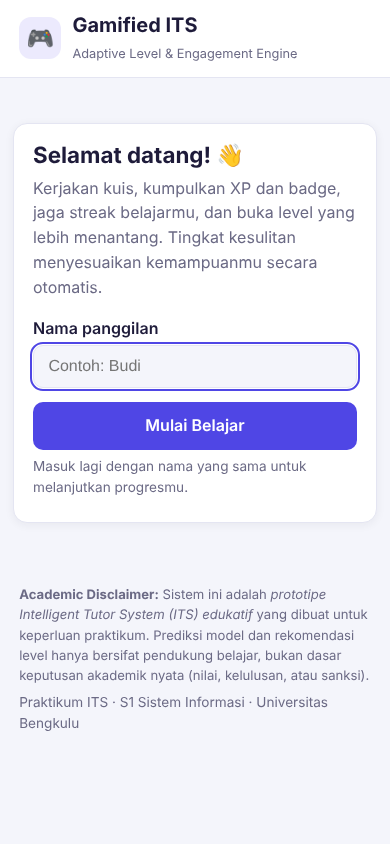 Gamified ITS
Adaptive Level & Engagement Engine
Selamat datang! 👋
Kerjakan kuis, kumpulkan XP dan badge,
jaga streak belajarmu, dan buka level yang
lebih menantang. Tingkat kesulitan
menyesuaikan kemampuanmu secara
otomatis.
Nama panggilan
Contoh: Budi
Mulai Belajar
Masuk lagi dengan nama yang sama untuk
melanjutkan progresmu.
Academic Disclaimer: Sistem ini adalah prototipe
Intelligent Tutor System (ITS) edukatif yang dibuat untuk
keperluan praktikum. Prediksi model dan rekomendasi
level hanya bersifat pendukung belajar, bukan dasar
keputusan akademik nyata (nilai, kelulusan, atau sanksi).
Praktikum ITS · S1 Sistem Informasi · Universitas
Bengkulu